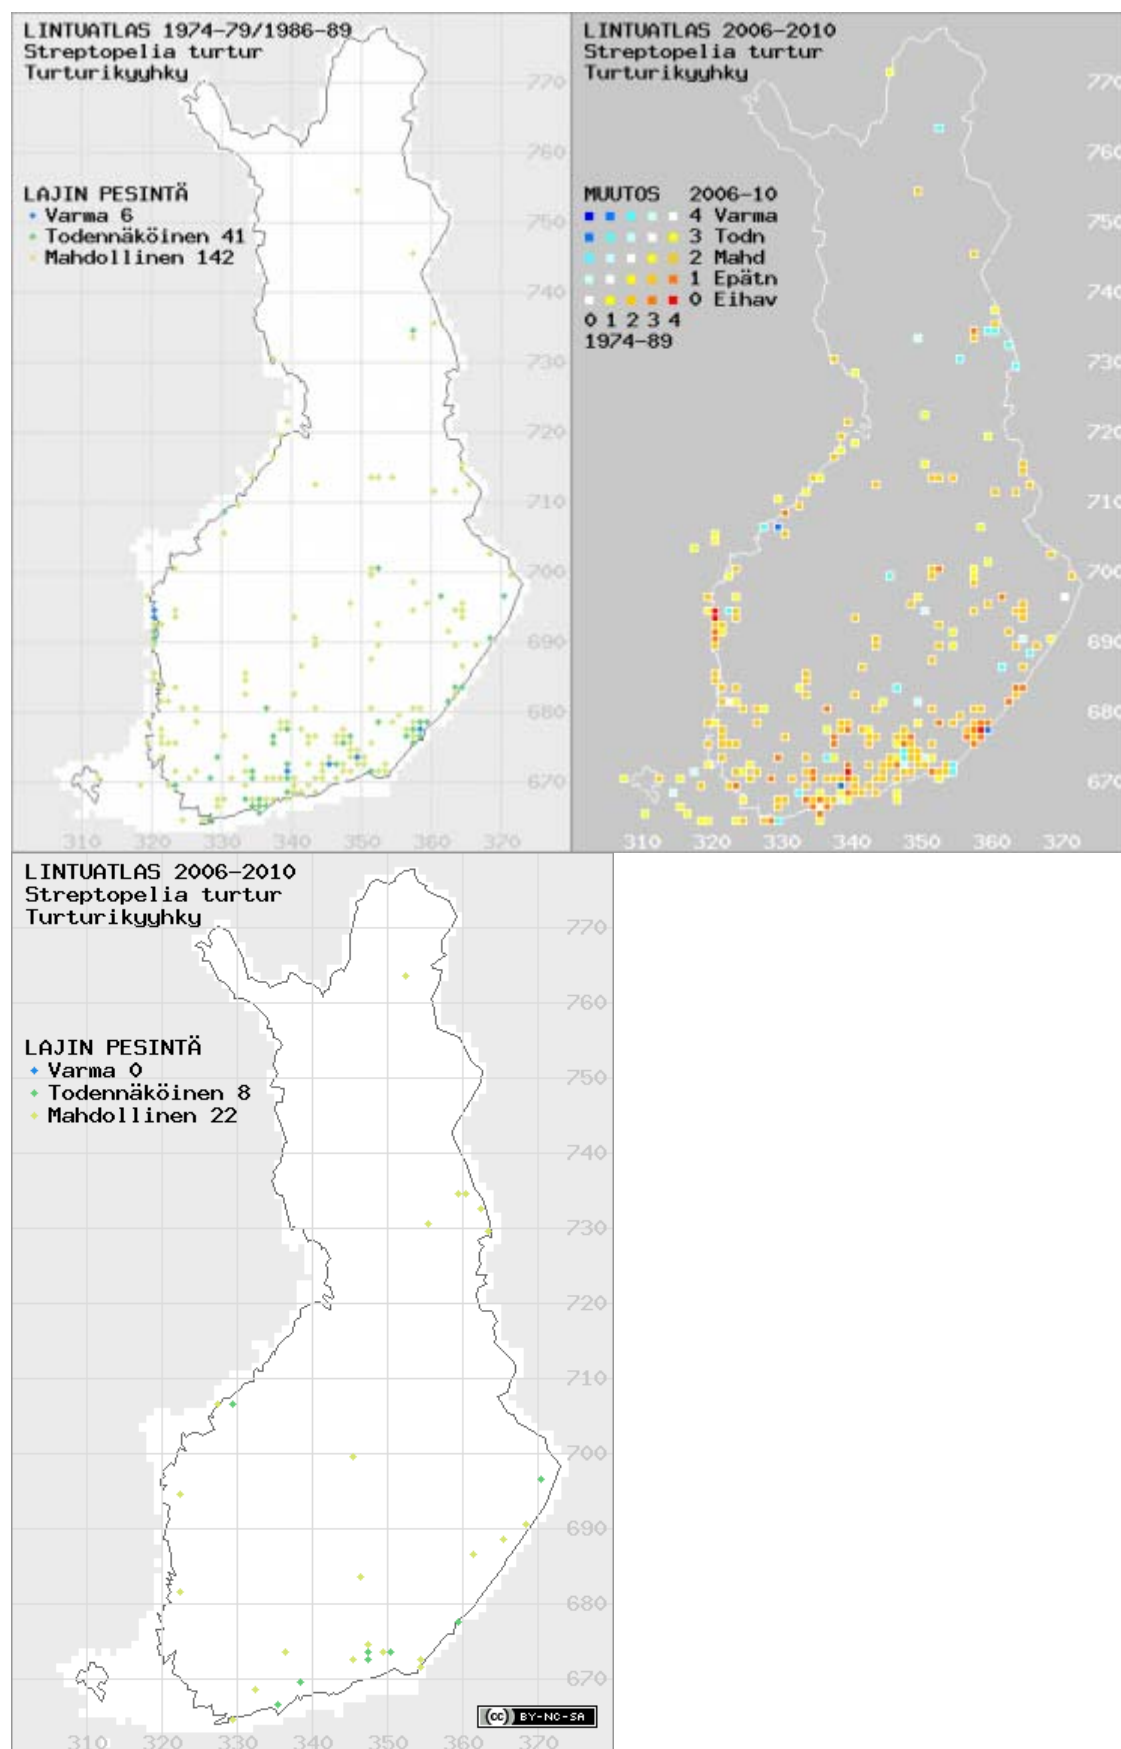 LINTUATLAS 1974-79/1986-89
Streptopelia turtur
Turturikyyhky
770
760
LAJIN PESINTÄ
Varma 6
Todennäköinen 41
Mahdollinen 142
750
740
730
720
710
700
690
680
670
310 320 330 340 350 360 370
LINTUATLAS 2006-2010
Streptopelia turtur
Turturikyyhky
770
760
MUUTOS 2006-10
4 Varma
3 Todn
2 Mahd
1 Epätn
0 Eihav
0 1 2 3 4
1974-89
750
740
730
720
710
700
690
680
670
310 320 330 340 350 360 370
LINTUATLAS 2006-2010
Streptopelia turtur
Turturikyyhky
770
760
LAJIN PESINTÄ
Varma 0
Todennäköinen 8
Mahdollinen 22
750
740
730
720
710
700
690
680
670
310 320 330 340 350 360 370
cc BY-NC-SA